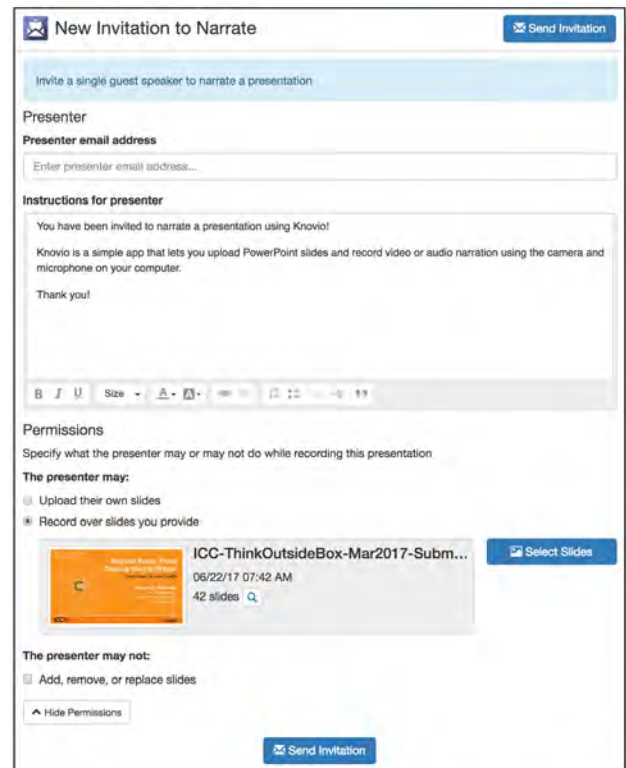 New Invitation to Narrate
Send Invitation
Invite a single guest speaker to narrate a presentation
Presenter
Presenter email address
Enter presenter email address...
Instructions for presenter
You have been invited to narrate a presentation using Knovio!
Knovio is a simple app that lets you upload PowerPoint slides and record video or audio narration using the camera and
microphone on your computer.
Thank you!
B I U Size A A
Permissions
Specify what the presenter may or may not do while recording this presentation
The presenter may:
Upload their own slides
Record over slides you provide
ICC-ThinkOutsideBox-Mar2017-Subm...
Select Slides
06/22/17 07:42 AM
42 slides
The presenter may not:
Add, remove, or replace slides
Hide Permissions
Send Invitation